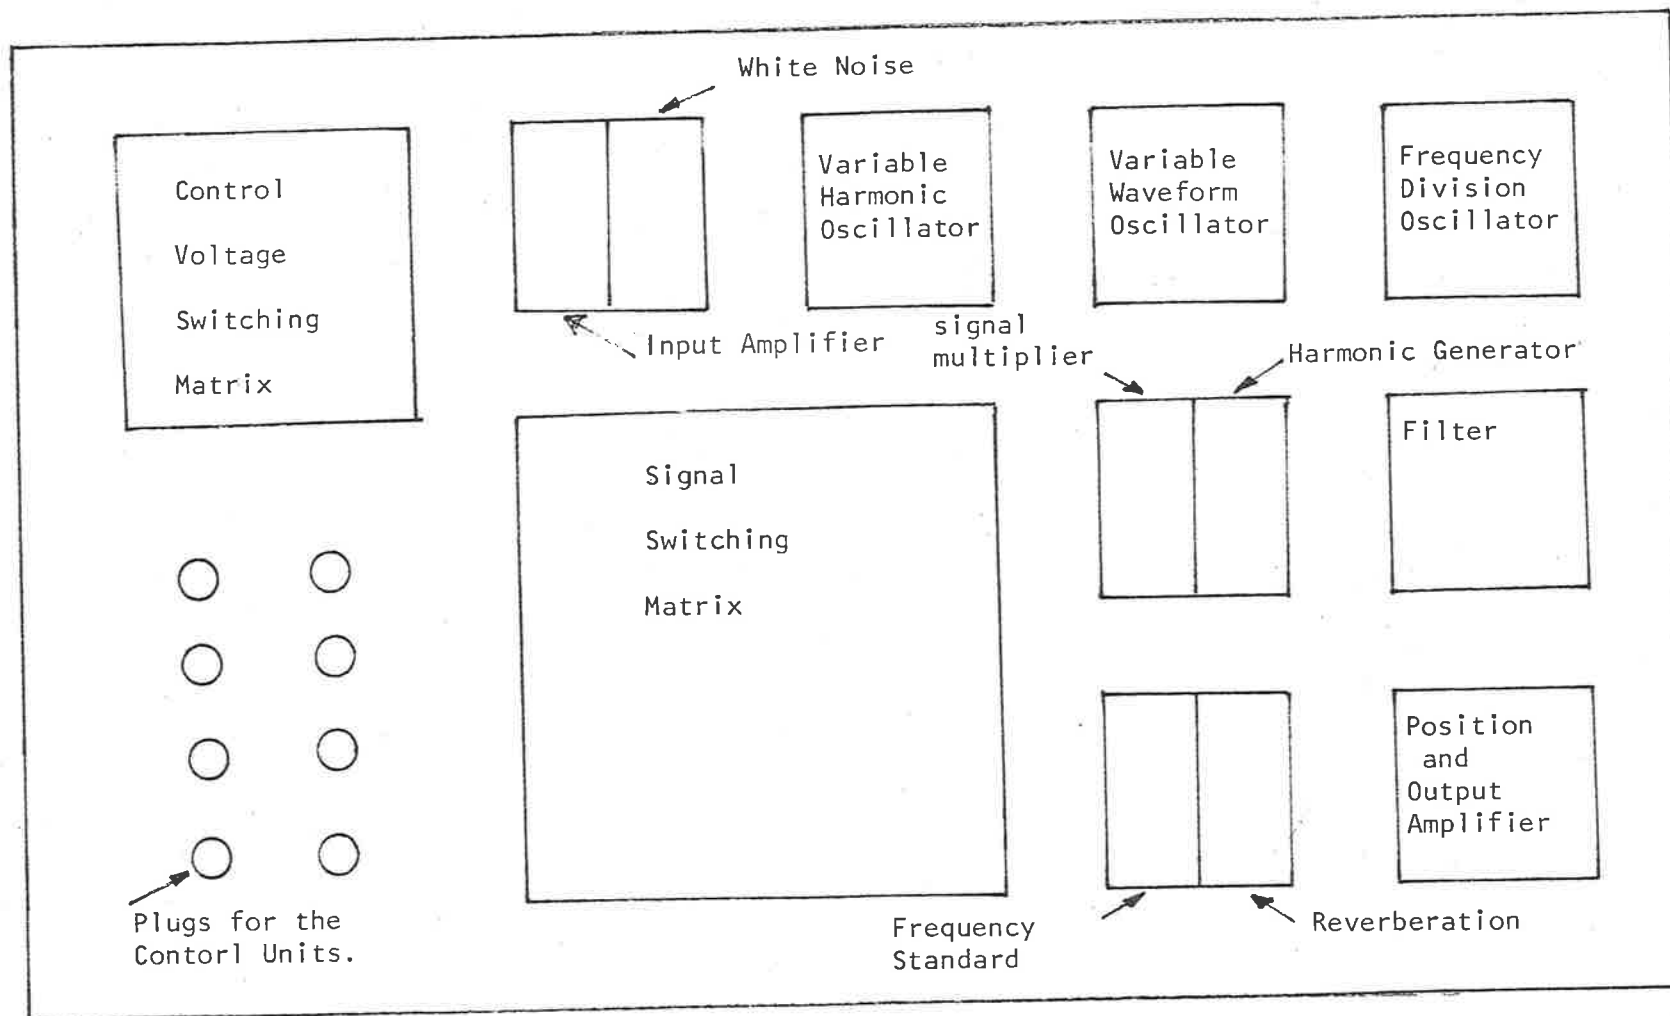 White Noise
Control
Voltage
Switching
Matrix
Variable
Harmonic
Oscillator
Variable
Waveform
Oscillator
Frequency
Division
Oscillator
Input Amplifier
signal
multiplier
Harmonic Generator
Signal
Switching
Matrix
Filter
Position
and
Output
Amplifier
Plugs for the
Contorl Units.
Frequency
Standard
Reverberation